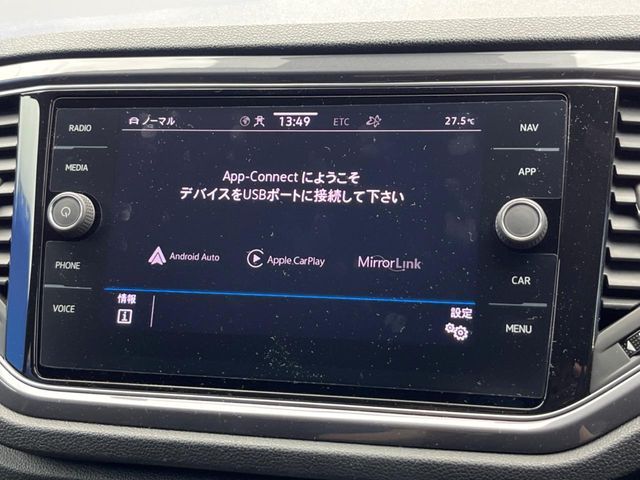 RADIO
MEDIA
PHONE
VOICE
ノーマル 13:49 ETC 27.5℃
App-Connect にようこそ
デバイスをUSBポートに接続して下さい
Android Auto Apple CarPlay MirrorLink
情報 設定
NAV
APP
CAR
MENU